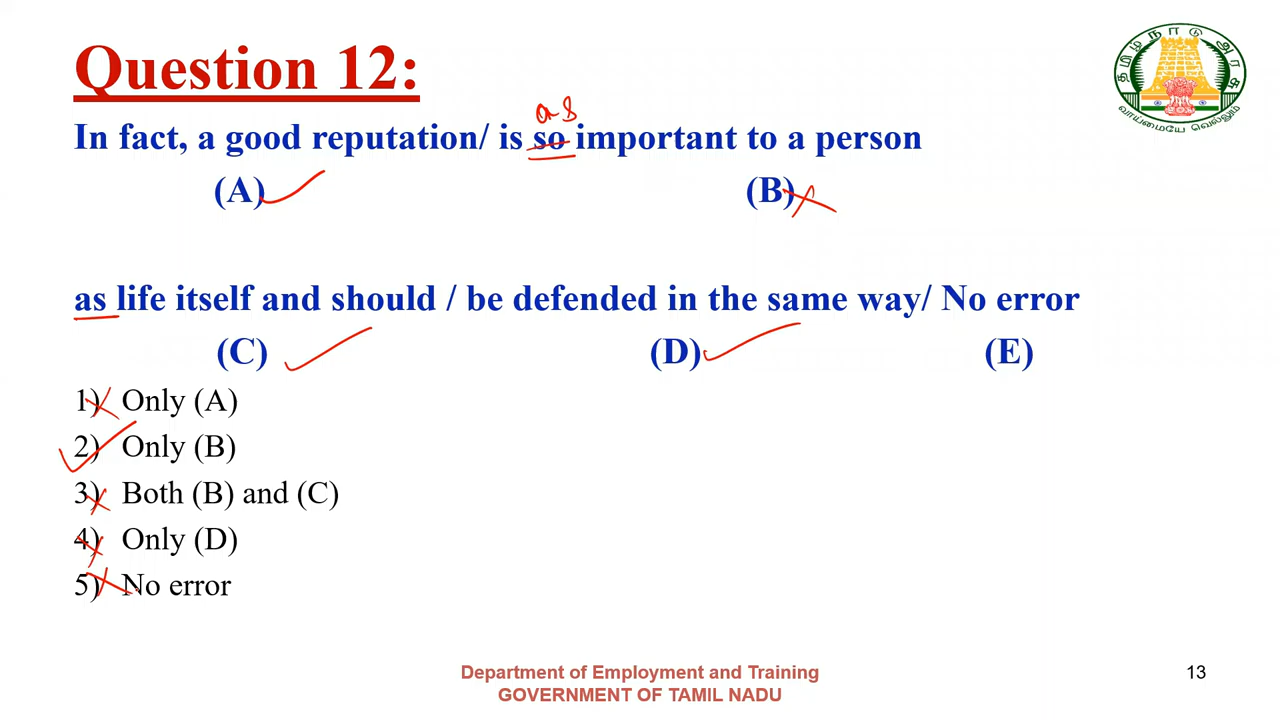 Question 12:
தமிழ்நாடு அரசு
வாய்மையே வெல்லும்
as
In fact, a good reputation/ is so important to a person
(A) (B)
as life itself and should / be defended in the same way/ No error
(C) (D) (E)
1) Only (A)
2) Only (B)
3) Both (B) and (C)
4) Only (D)
5) No error
Department of Employment and Training
GOVERNMENT OF TAMIL NADU
13